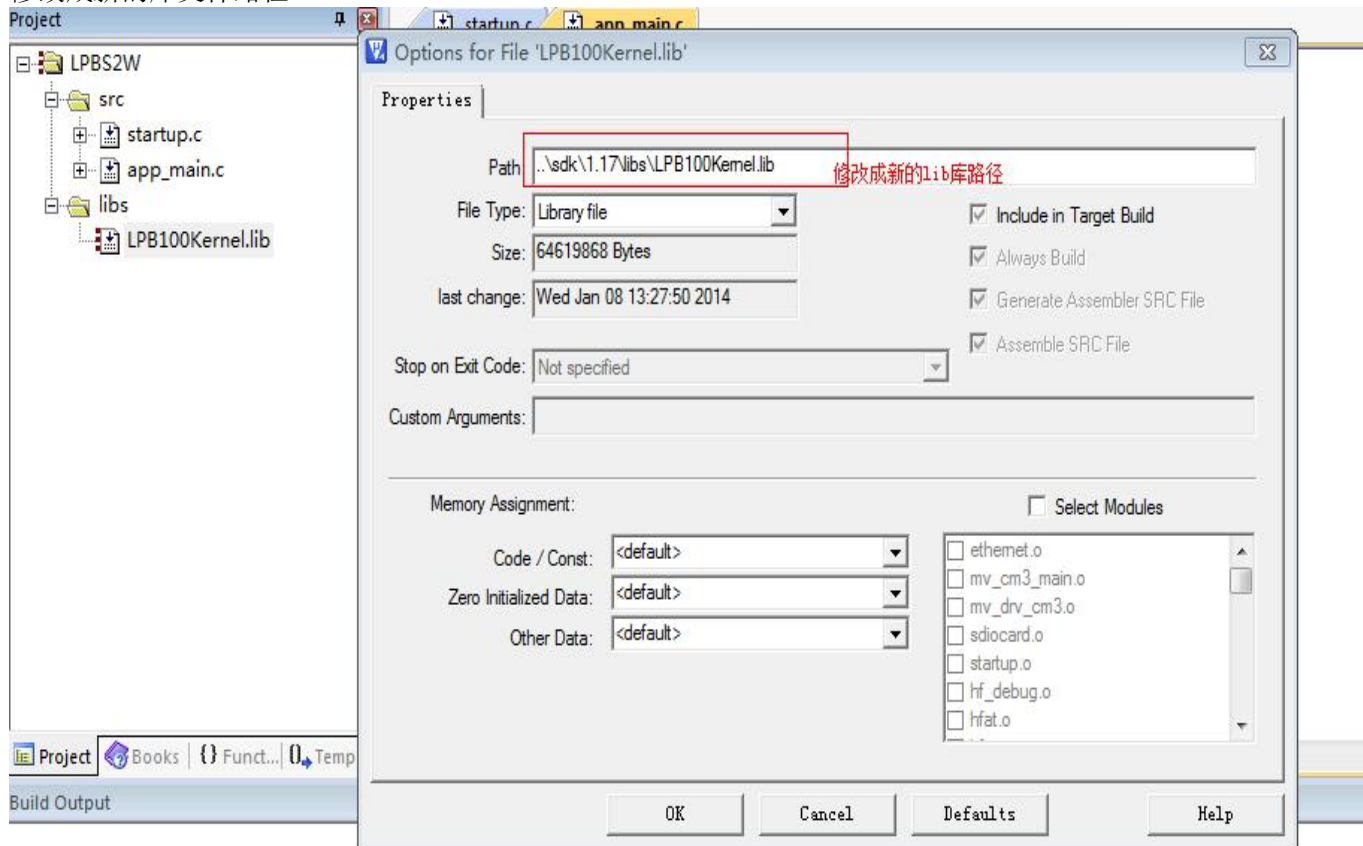 Project
startup.c
app_main.c
Options for File 'LPB100Kernel.lib'
LPBS2W
src
startup.c
app_main.c
libs
LPB100Kernel.lib
Properties
Path
..\sdk\1.17\libs\LPB100Kernel.lib
修改成新的lib库路径
File Type: Library file
Include in Target Build
Size: 64619868 Bytes
Always Build
last change: Wed Jan 08 13:27:50 2014
Generate Assembler SRC File
Assemble SRC File
Stop on Exit Code: Not specified
Custom Arguments:
Memory Assignment:
Select Modules
Code / Const: <default>
Zero Initialized Data: <default>
Other Data: <default>
ethernet.o
mv_cm3_main.o
mv_drv_cm3.o
sdiocard.o
startup.o
hf_debug.o
hfat.o
Project Books {} Funct... Temp
Build Output
OK Cancel Defaults Help